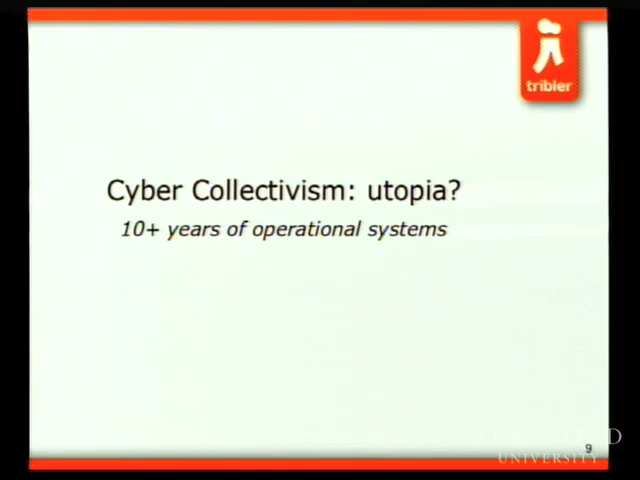 tribler
Cyber Collectivism: utopia?
10+ years of operational systems
9
UNIVERSITY